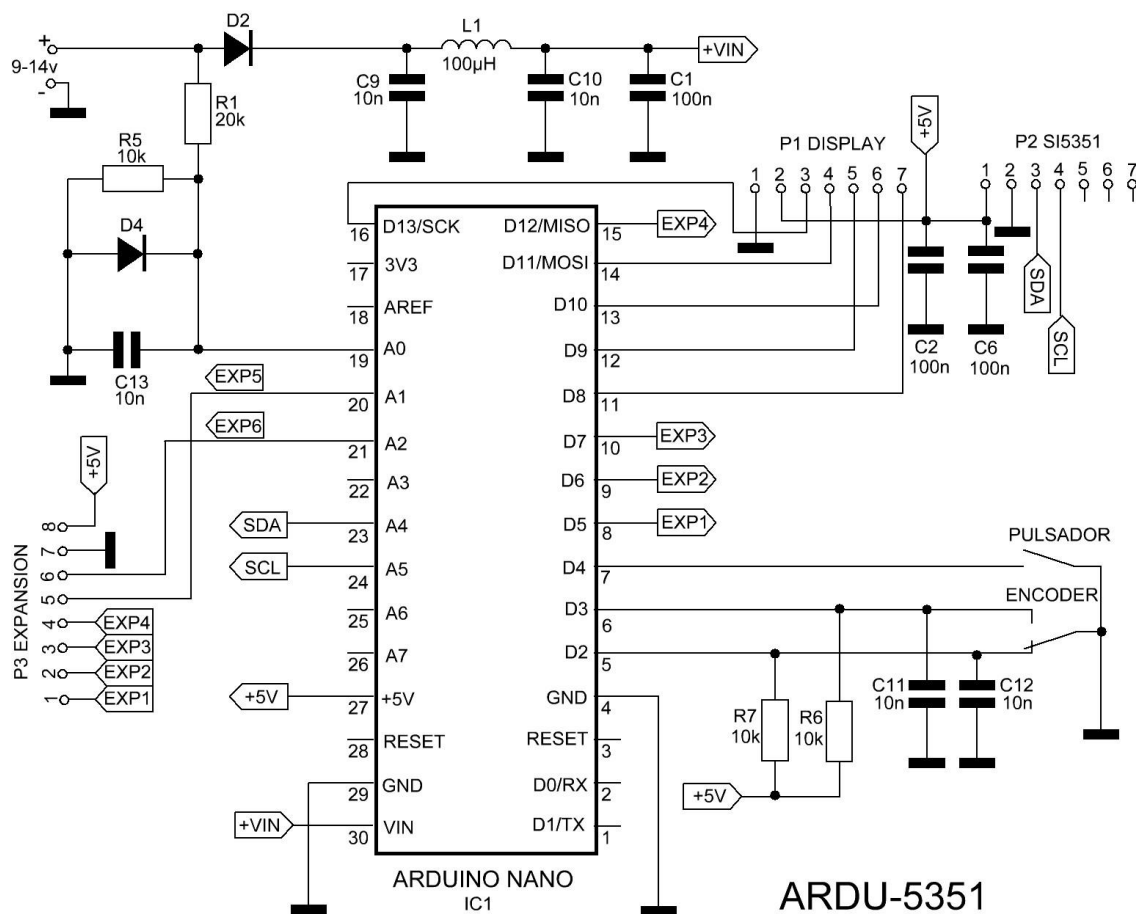 +
9-14v
-
D2
L1
100µH
+VIN
C9
10n
C10
10n
C1
100n
R1
20k
R5
10k
D4
C13
10n
P1 DISPLAY
1 2 3 4 5 6 7
+5V
P2 SI5351
1 2 3 4 5 6 7
C2
100n
C6
100n
SDA
SCL
EXP5
EXP6
16 D13/SCK
17 3V3
18 AREF
19 A0
20 A1
21 A2
22 A3
23 A4
24 A5
25 A6
26 A7
27 +5V
28 RESET
29 GND
30 VIN
SDA
SCL
+5V
+VIN
D12/MISO 15
D11/MOSI 14
D10 13
D9 12
D8 11
D7 10
D6 9
D5 8
D4 7
D3 6
D2 5
GND 4
RESET 3
D0/RX 2
D1/TX 1
EXP4
EXP3
EXP2
EXP1
P3 EXPANSION
+5V
8
7
6
5
4 EXP4
3 EXP3
2 EXP2
1 EXP1
PULSADOR
ENCODER
C11
10n
C12
10n
R7
10k
R6
10k
+5V
ARDUINO NANO
IC1
ARDU-5351